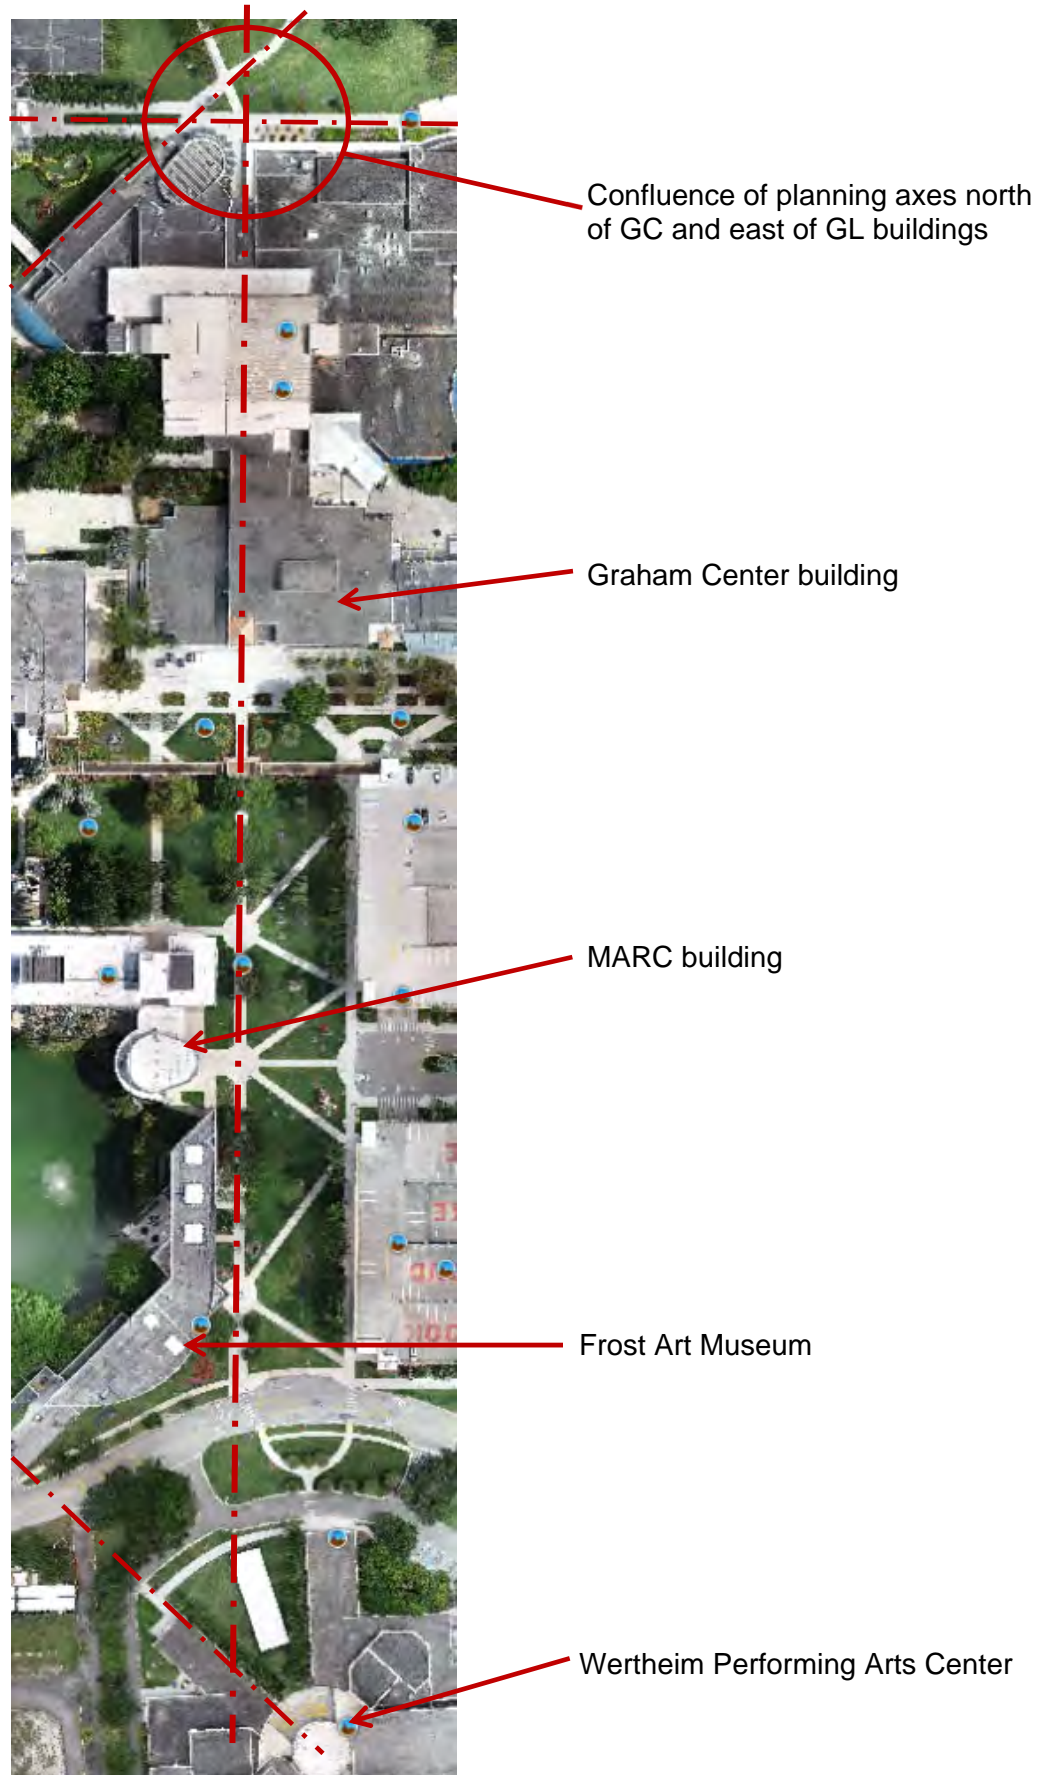 Confluence of planning axes north
of GC and east of GL buildings
Graham Center building
MARC building
Frost Art Museum
Wertheim Performing Arts Center